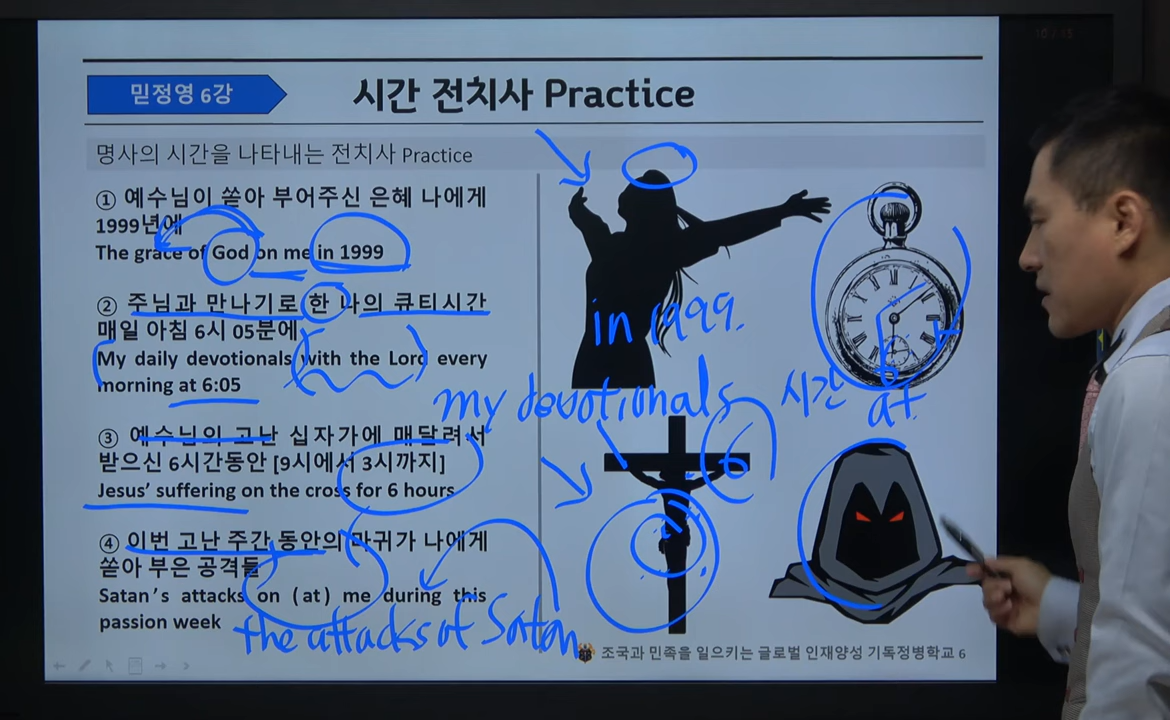 10 / 13
믿정영 6강
시간 전치사 Practice
명사의 시간을 나타내는 전치사 Practice
① 예수님이 쏟아 부어주신 은혜 나에게
1999년에
The grace of God on me in 1999
② 주님과 만나기로 한 나의 큐티시간
매일 아침 6시 05분에
My daily devotionals with the Lord every
morning at 6:05
③ 예수님의 고난 십자가에 매달려서
받으신 6시간동안 [9시에서 3시까지]
Jesus' suffering on the cross for 6 hours
④ 이번 고난 주간 동안의 마귀가 나에게
쏟아 부은 공격들
Satan's attacks on (at) me during this
passion week
in 1999.
my devotionals
시간
at
6
6
the attacks of Satan
조국과 민족을 일으키는 글로벌 인재양성 기독정병학교 6